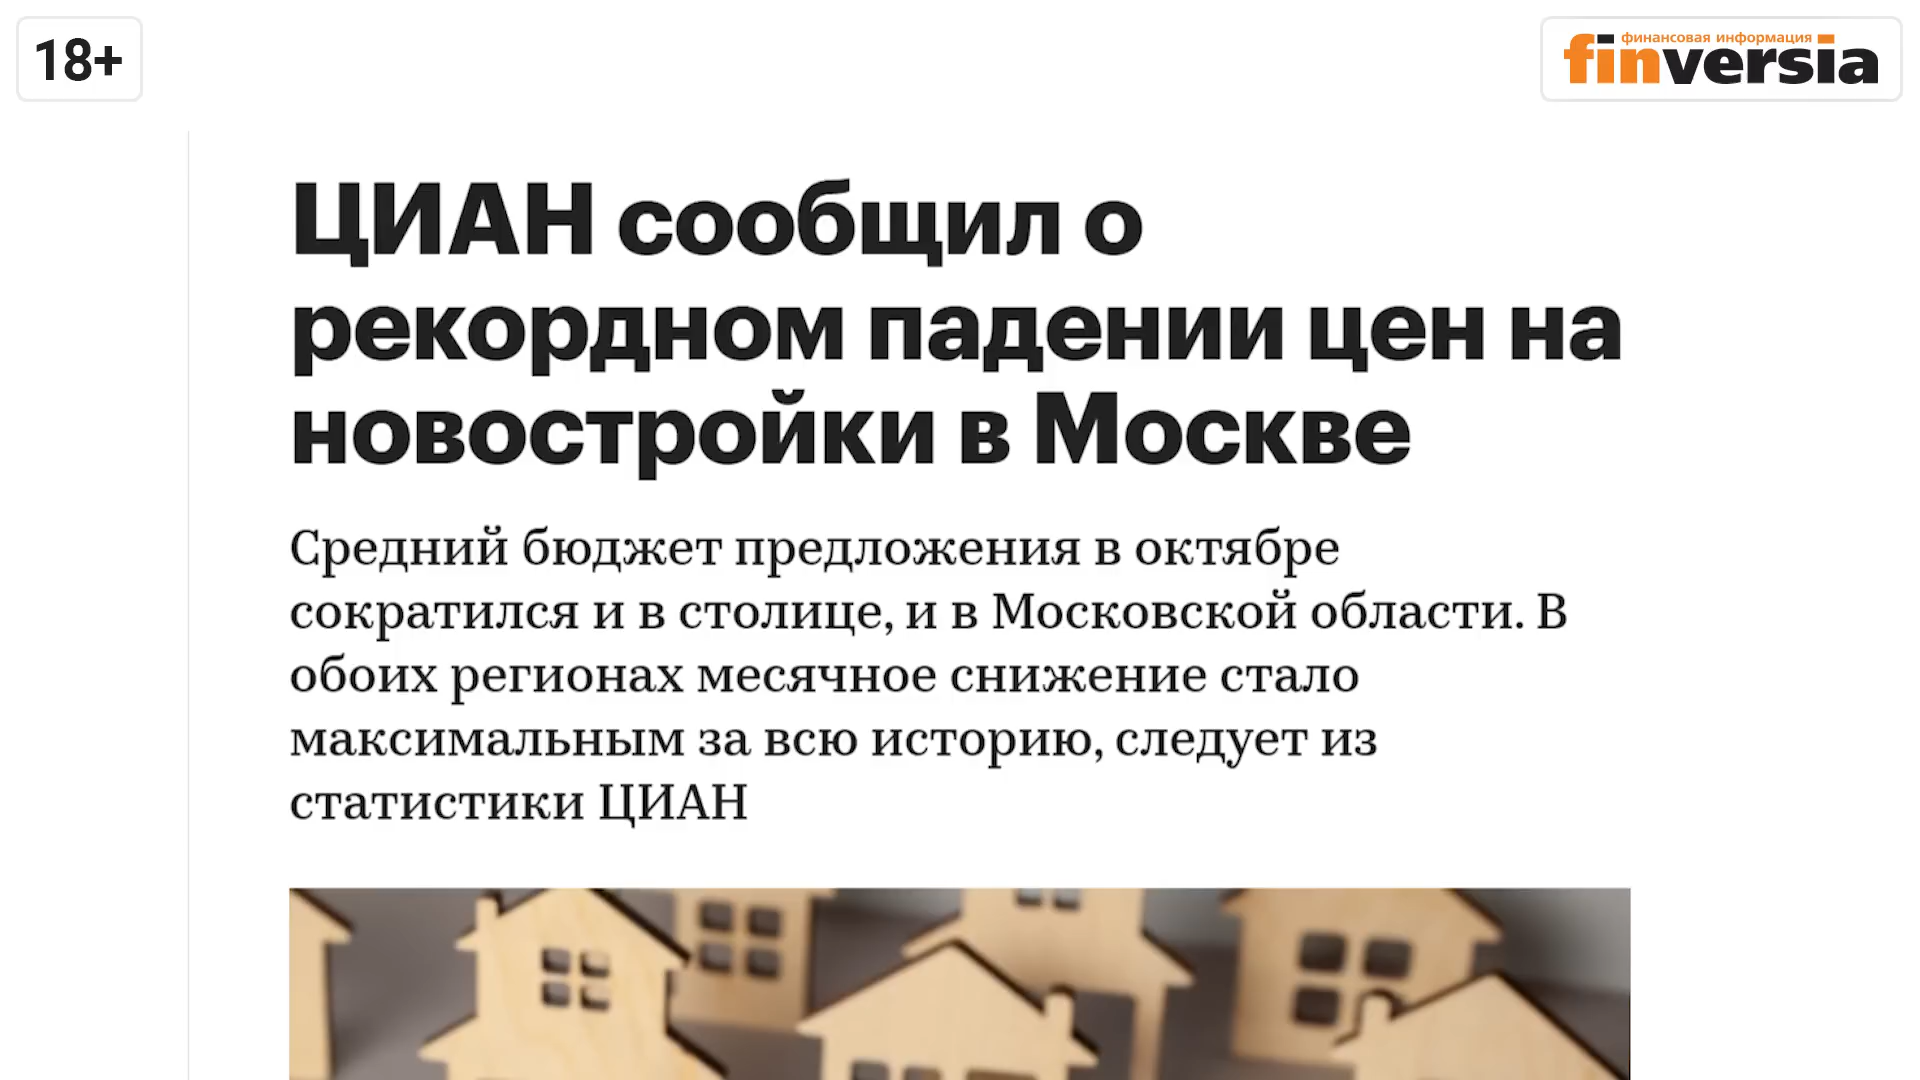 18+
финансовая информация
finversia
ЦИАН сообщил о
рекордном падении цен на
новостройки в Москве
Средний бюджет предложения в октябре
сократился и в столице, и в Московской области. В
обоих регионах месячное снижение стало
максимальным за всю историю, следует из
статистики ЦИАН